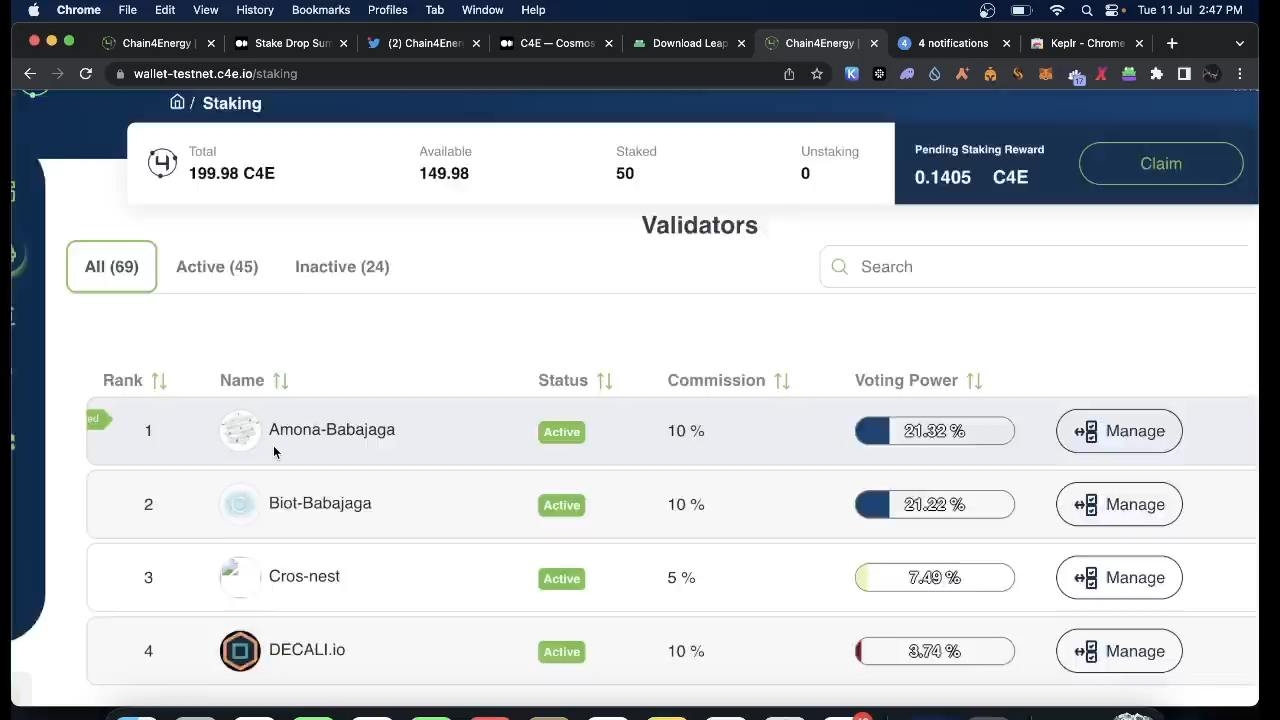 Chrome File Edit View History Bookmarks Profiles Tab Window Help Tue 11 Jul 2:47 PM
Chain4Energy | Stake Drop Sum (2) Chain4Ener C4E — Cosmos Download Leap Chain4Energy | 4 4 notifications Keplr - Chrome
wallet-testnet.c4e.io/staking 17
/ Staking
Total Available Staked Unstaking Pending Staking Reward
199.98 C4E 149.98 50 0 0.1405 C4E Claim
Validators
All (69) Active (45) Inactive (24) Search
Rank Name Status Commission Voting Power
ed 1 Amona-Babajaga Active 10 % 21.32 % Manage
2 Biot-Babajaga Active 10 % 21.22 % Manage
3 Cros-nest Active 5 % 7.49 % Manage
4 DECALI.io Active 10 % 3.74 % Manage